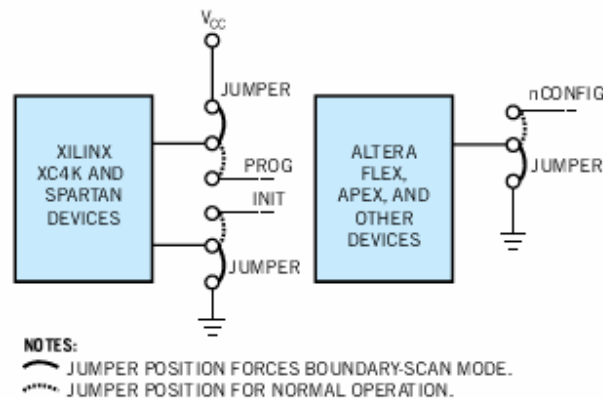 VCC
JUMPER
PROG
INIT
JUMPER
XILINX
XC4K AND
SPARTAN
DEVICES
nCONFIG
JUMPER
ALTERA
FLEX,
APEX, AND
OTHER
DEVICES
NOTES:
JUMPER POSITION FORCES BOUNDARY-SCAN MODE.
JUMPER POSITION FOR NORMAL OPERATION.